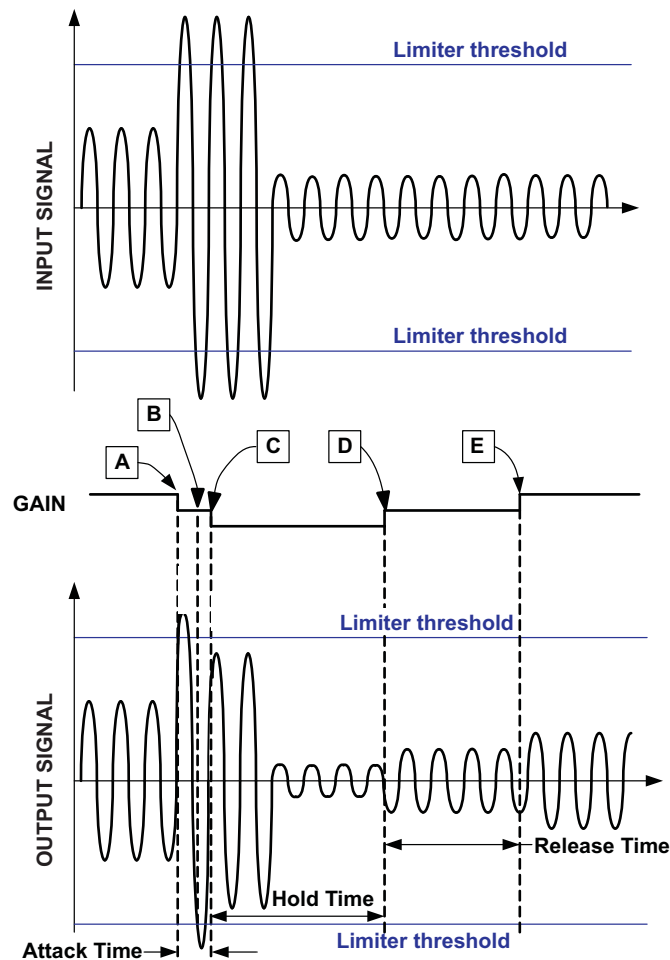 Limiter threshold
INPUT SIGNAL
Limiter threshold
B
A
C
D
E
GAIN
Limiter threshold
OUTPUT SIGNAL
Release Time
Hold Time
Limiter threshold
Attack Time